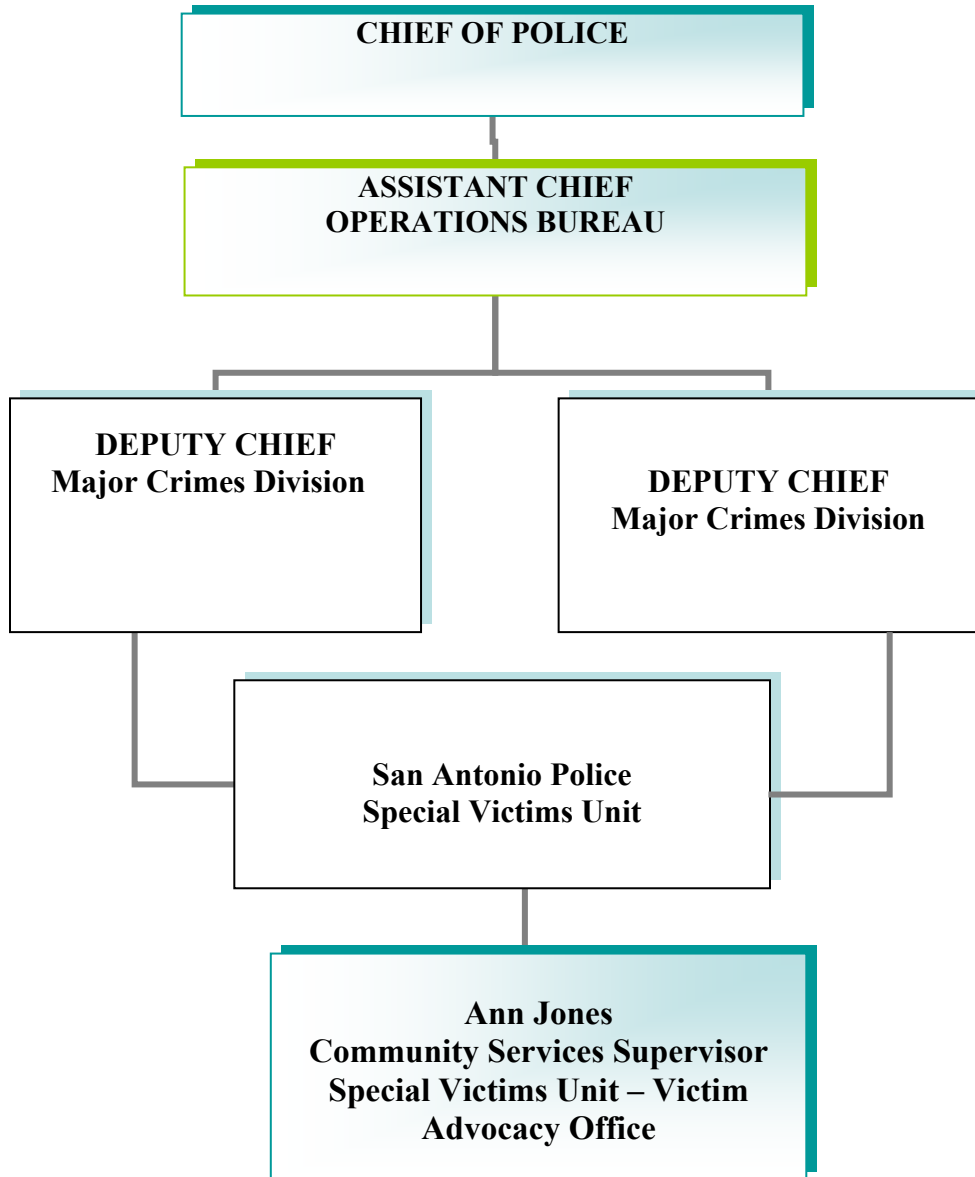 CHIEF OF POLICE
ASSISTANT CHIEF
OPERATIONS BUREAU
DEPUTY CHIEF
Major Crimes Division
DEPUTY CHIEF
Major Crimes Division
San Antonio Police
Special Victims Unit
Ann Jones
Community Services Supervisor
Special Victims Unit – Victim
Advocacy Office